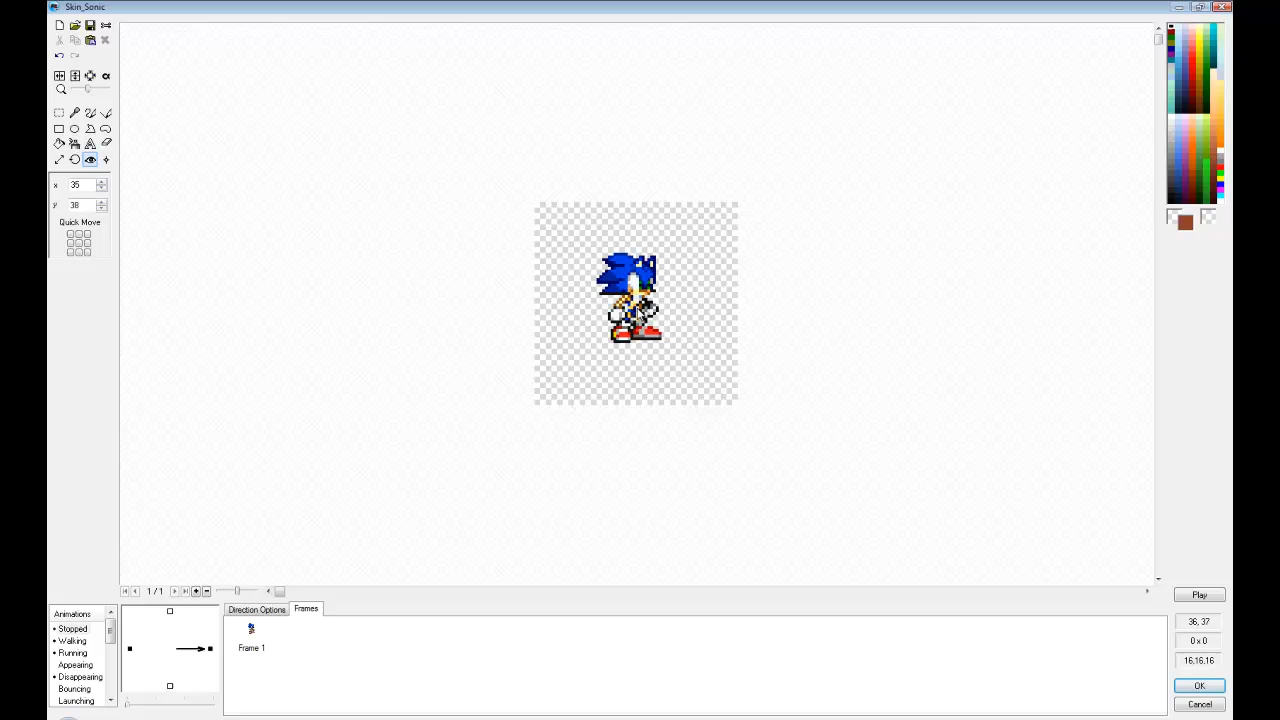 Skin_Sonic
x 35
y 38
Quick Move
1 / 1
Animations
Stopped
Walking
Running
Appearing
Disappearing
Bouncing
Launching
Direction Options
Frames
Frame 1
Play
36, 37
0 x 0
16,16,16
OK
Cancel